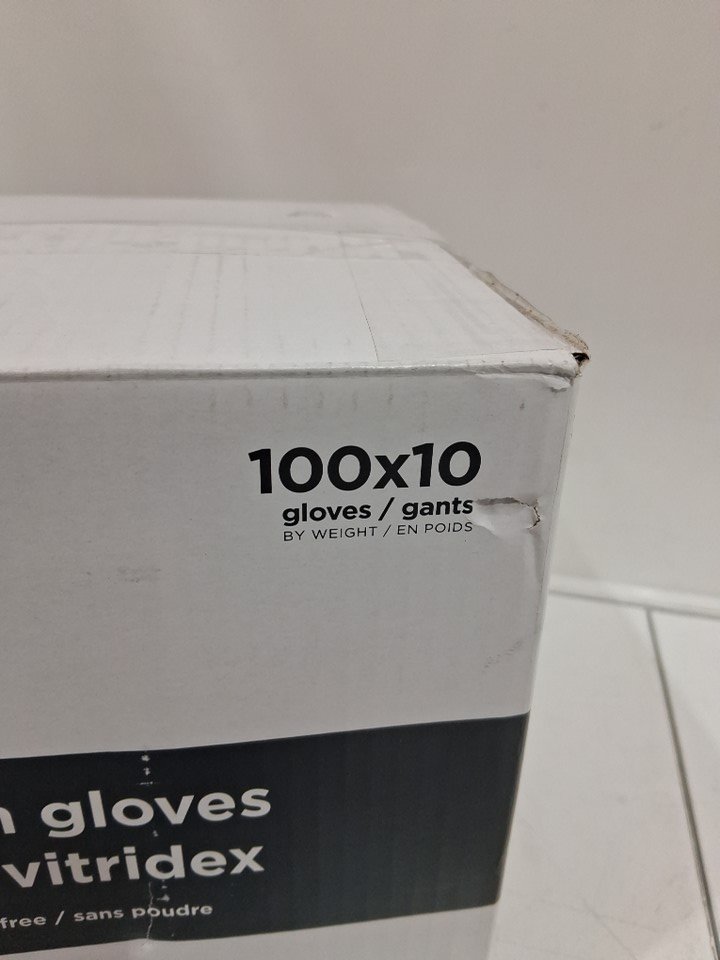 100x10
gloves / gants
BY WEIGHT / EN POIDS
gloves
vitridex
free / sans poudre